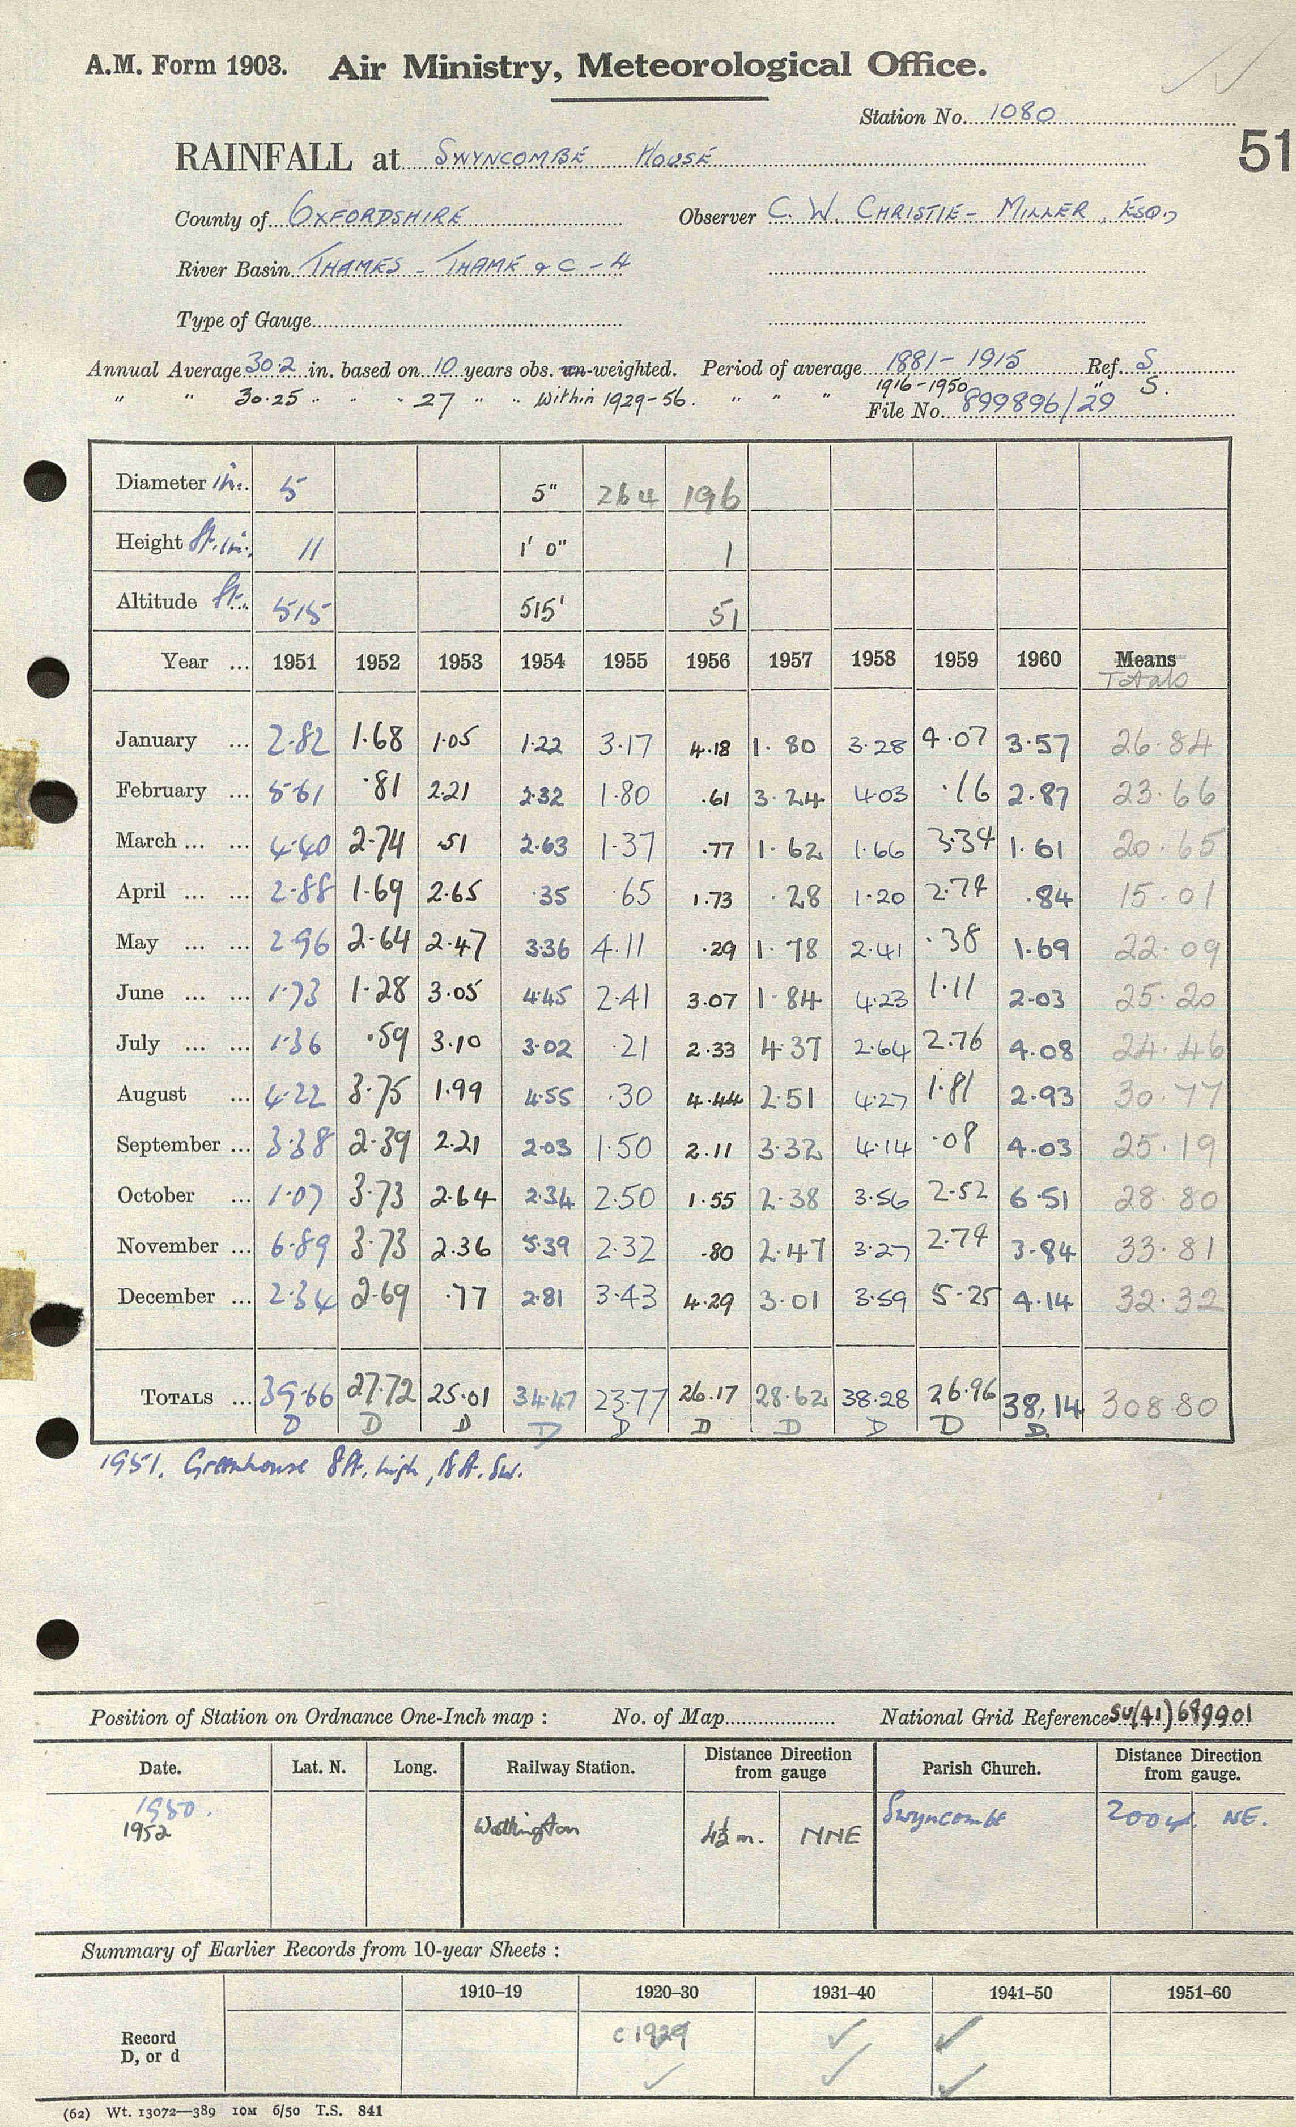 A.M. Form 1903. Air Ministry, Meteorological Office.
Station No. 1080
51
RAINFALL at SWYNCOMBE HOUSE
County of OXFORDSHIRE Observer C. W. CHRISTIE-MILLER, ESQ.,
River Basin THAMES - THAME & C - 4
Type of Gauge
Annual Average 30.2 in. based on 10 years obs. un-weighted. Period of average 1881-1915 Ref. S
" " 30.25 " " " 27 " " Within 1929-56. " " " 1916-1950 " S.
File No. 899896/29
Diameter in. 5 5" 264 196
Height ft. in. 11 1' 0" 1
Altitude ft. 515 515' 51
Year ... 1951 1952 1953 1954 1955 1956 1957 1958 1959 1960 Means
Totals
January ... 2.82 1.68 1.05 1.22 3.17 4.18 1.80 3.28 4.07 3.57 26.84
February ... 5.61 .81 2.21 2.32 1.80 .61 3.24 4.03 .16 2.87 23.66
March ... ... 4.40 2.74 .51 2.63 1.37 .77 1.62 1.66 3.34 1.61 20.65
April ... ... 2.88 1.69 2.65 .35 .65 1.73 .28 1.20 2.74 .84 15.01
May ... ... 2.96 2.64 2.47 3.36 4.11 .29 1.78 2.41 .38 1.69 22.09
June ... ... 1.73 1.28 3.05 4.45 2.41 3.07 1.84 4.23 1.11 2.03 25.20
July ... ... 1.36 .59 3.10 3.02 .21 2.33 4.37 2.64 2.76 4.08 24.46
August ... 4.22 3.75 1.99 4.55 .30 4.44 2.51 4.27 1.81 2.93 30.77
September ... 3.38 2.39 2.21 2.03 1.50 2.11 3.32 4.14 .08 4.03 25.19
October ... 1.07 3.73 2.64 2.34 2.50 1.55 2.38 3.56 2.52 6.51 28.80
November ... 6.89 3.73 2.36 5.39 2.32 .80 2.47 3.27 2.74 3.84 33.81
December ... 2.34 2.69 .77 2.81 3.43 4.29 3.01 3.59 5.25 4.14 32.32
TOTALS ... 39.66 27.72 25.01 34.47 23.77 26.17 28.62 38.28 26.96 38.14 308.80
D D D D D D D D D D.
1951. Greenhouse 8ft. high, 18 ft. SW.
Position of Station on Ordnance One-Inch map : No. of Map National Grid Reference SU(41)689901
Date. Lat. N. Long. Railway Station. Distance Direction from gauge Parish Church. Distance Direction from gauge.
1950. Swyncombe 200 yd. NE.
1952 Watlington 4½ m. NNE
Summary of Earlier Records from 10-year Sheets :
1910–19 1920–30 1931–40 1941–50 1951–60
Record c 1929 ✓ ✓
D, or d ✓ ✓ ✓
(62) Wt. 13072—389 10M 6/50 T.S. 841